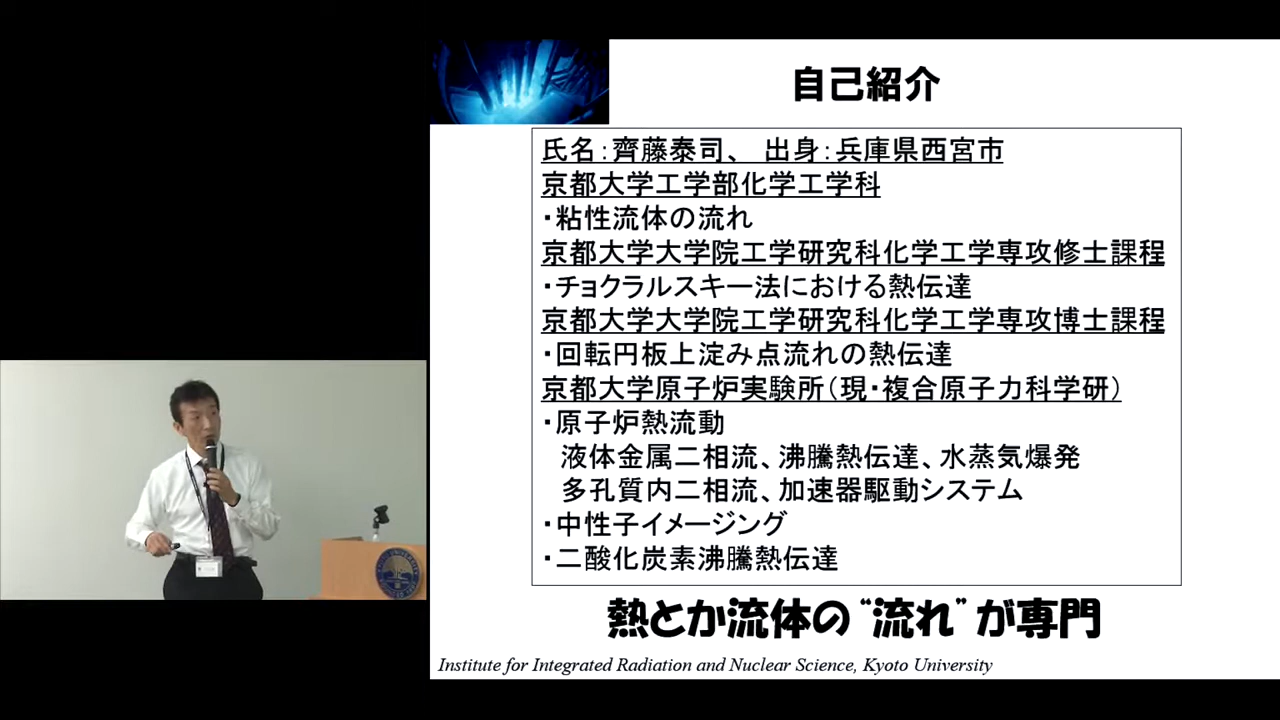 自己紹介
氏名：齊藤泰司、 出身：兵庫県西宮市
京都大学工学部化学工学科
・粘性流体の流れ
京都大学大学院工学研究科化学工学専攻修士課程
・チョクラルスキー法における熱伝達
京都大学大学院工学研究科化学工学専攻博士課程
・回転円板上淀み点流れの熱伝達
京都大学原子炉実験所（現・複合原子力科学研）
・原子炉熱流動
液体金属二相流、沸騰熱伝達、水蒸気爆発
多孔質内二相流、加速器駆動システム
・中性子イメージング
・二酸化炭素沸騰熱伝達
熱とか流体の“流れ”が専門
Institute for Integrated Radiation and Nuclear Science, Kyoto University